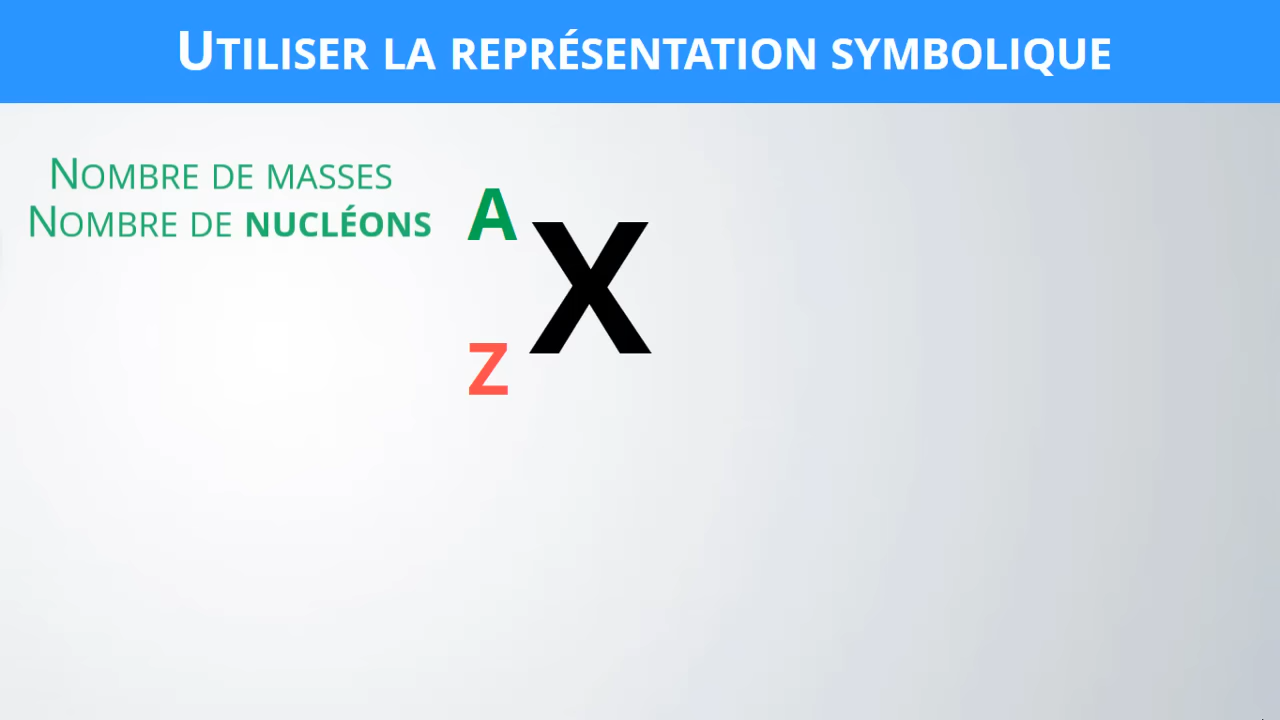 Utiliser la représentation symbolique
Nombre de masses
Nombre de nucléons
A
X
Z